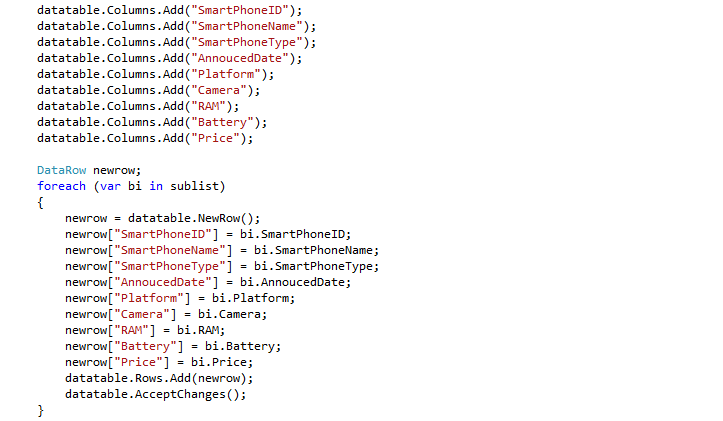 datatable.Columns.Add("SmartPhoneID");
datatable.Columns.Add("SmartPhoneName");
datatable.Columns.Add("SmartPhoneType");
datatable.Columns.Add("AnnoucedDate");
datatable.Columns.Add("Platform");
datatable.Columns.Add("Camera");
datatable.Columns.Add("RAM");
datatable.Columns.Add("Battery");
datatable.Columns.Add("Price");

DataRow newrow;
foreach (var bi in sublist)
{
    newrow = datatable.NewRow();
    newrow["SmartPhoneID"] = bi.SmartPhoneID;
    newrow["SmartPhoneName"] = bi.SmartPhoneName;
    newrow["SmartPhoneType"] = bi.SmartPhoneType;
    newrow["AnnoucedDate"] = bi.AnnoucedDate;
    newrow["Platform"] = bi.Platform;
    newrow["Camera"] = bi.Camera;
    newrow["RAM"] = bi.RAM;
    newrow["Battery"] = bi.Battery;
    newrow["Price"] = bi.Price;
    datatable.Rows.Add(newrow);
    datatable.AcceptChanges();
}